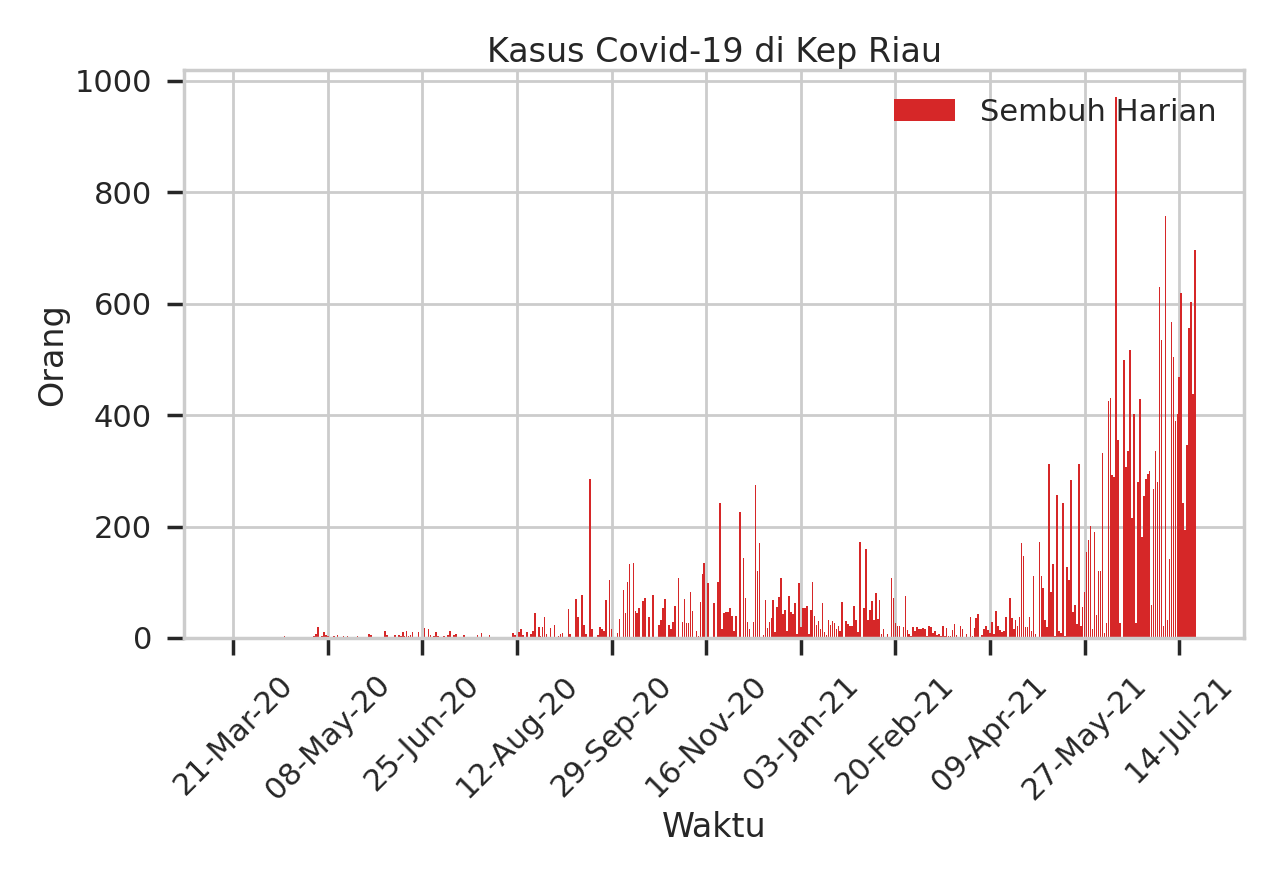 Kasus Covid-19 di Kep Riau
Sembuh Harian
Orang
1000
800
600
400
200
0
21-Mar-20
08-May-20
25-Jun-20
12-Aug-20
29-Sep-20
16-Nov-20
03-Jan-21
20-Feb-21
09-Apr-21
27-May-21
14-Jul-21
Waktu